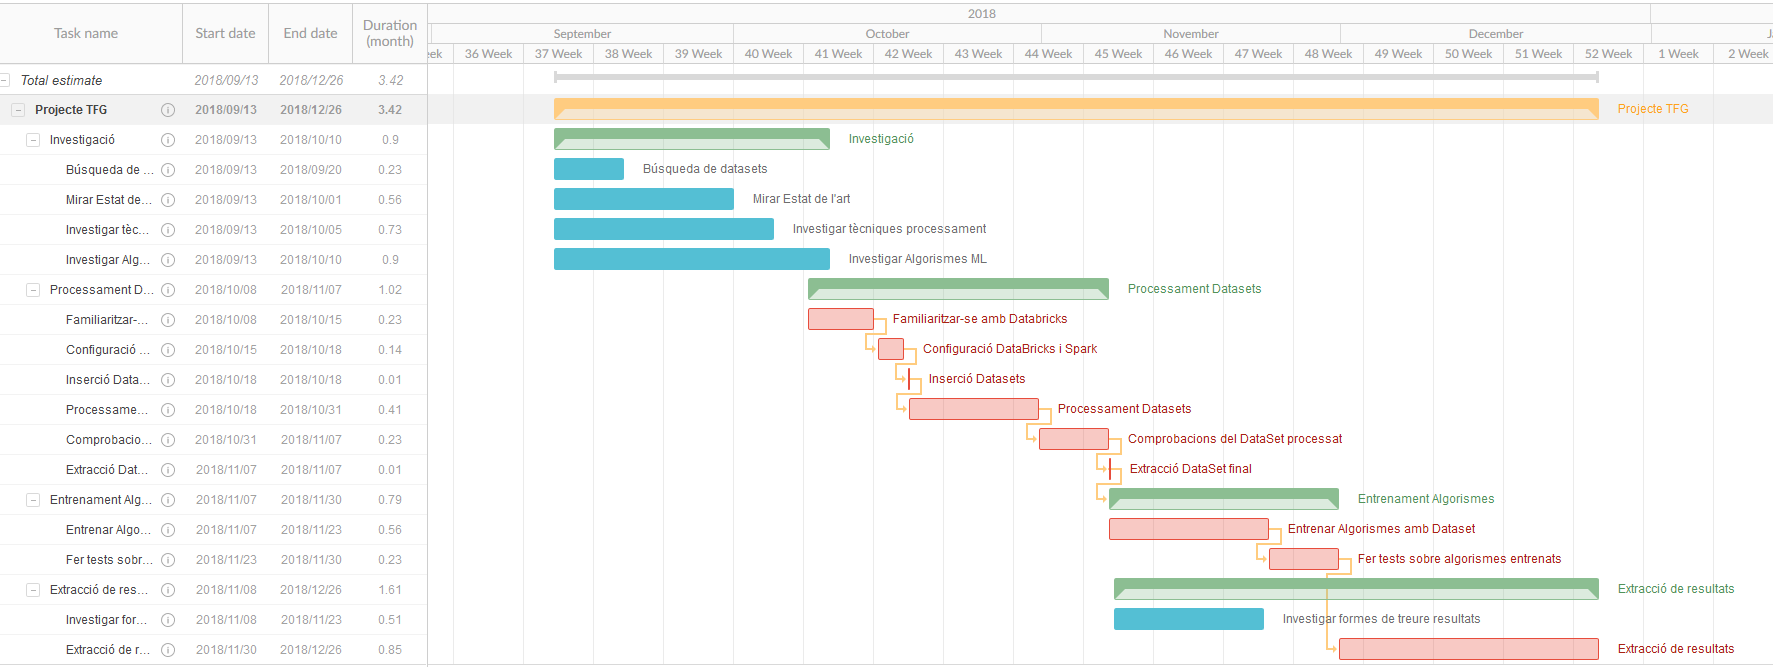 2018
Task name Start date End date Duration (month) September October November December
eek 36 Week 37 Week 38 Week 39 Week 40 Week 41 Week 42 Week 43 Week 44 Week 45 Week 46 Week 47 Week 48 Week 49 Week 50 Week 51 Week 52 Week 1 Week 2 Week
Total estimate 2018/09/13 2018/12/26 3.42
Projecte TFG 2018/09/13 2018/12/26 3.42 Projecte TFG
Investigació 2018/09/13 2018/10/10 0.9 Investigació
Búsqueda de ... 2018/09/13 2018/09/20 0.23 Búsqueda de datasets
Mirar Estat de... 2018/09/13 2018/10/01 0.56 Mirar Estat de l'art
Investigar tèc... 2018/09/13 2018/10/05 0.73 Investigar tècniques processament
Investigar Alg... 2018/09/13 2018/10/10 0.9 Investigar Algorismes ML
Processament D... 2018/10/08 2018/11/07 1.02 Processament Datasets
Familiaritzar-... 2018/10/08 2018/10/15 0.23 Familiaritzar-se amb Databricks
Configuració ... 2018/10/15 2018/10/18 0.14 Configuració DataBricks i Spark
Inserció Data... 2018/10/18 2018/10/18 0.01 Inserció Datasets
Processame... 2018/10/18 2018/10/31 0.41 Processament Datasets
Comprobacio... 2018/10/31 2018/11/07 0.23 Comprobacions del DataSet processat
Extracció Dat... 2018/11/07 2018/11/07 0.01 Extracció DataSet final
Entrenament Alg... 2018/11/07 2018/11/30 0.79 Entrenament Algorismes
Entrenar Algo... 2018/11/07 2018/11/23 0.56 Entrenar Algorismes amb Dataset
Fer tests sobr... 2018/11/23 2018/11/30 0.23 Fer tests sobre algorismes entrenats
Extracció de res... 2018/11/08 2018/12/26 1.61 Extracció de resultats
Investigar for... 2018/11/08 2018/11/23 0.51 Investigar formes de treure resultats
Extracció de r... 2018/11/30 2018/12/26 0.85 Extracció de resultats